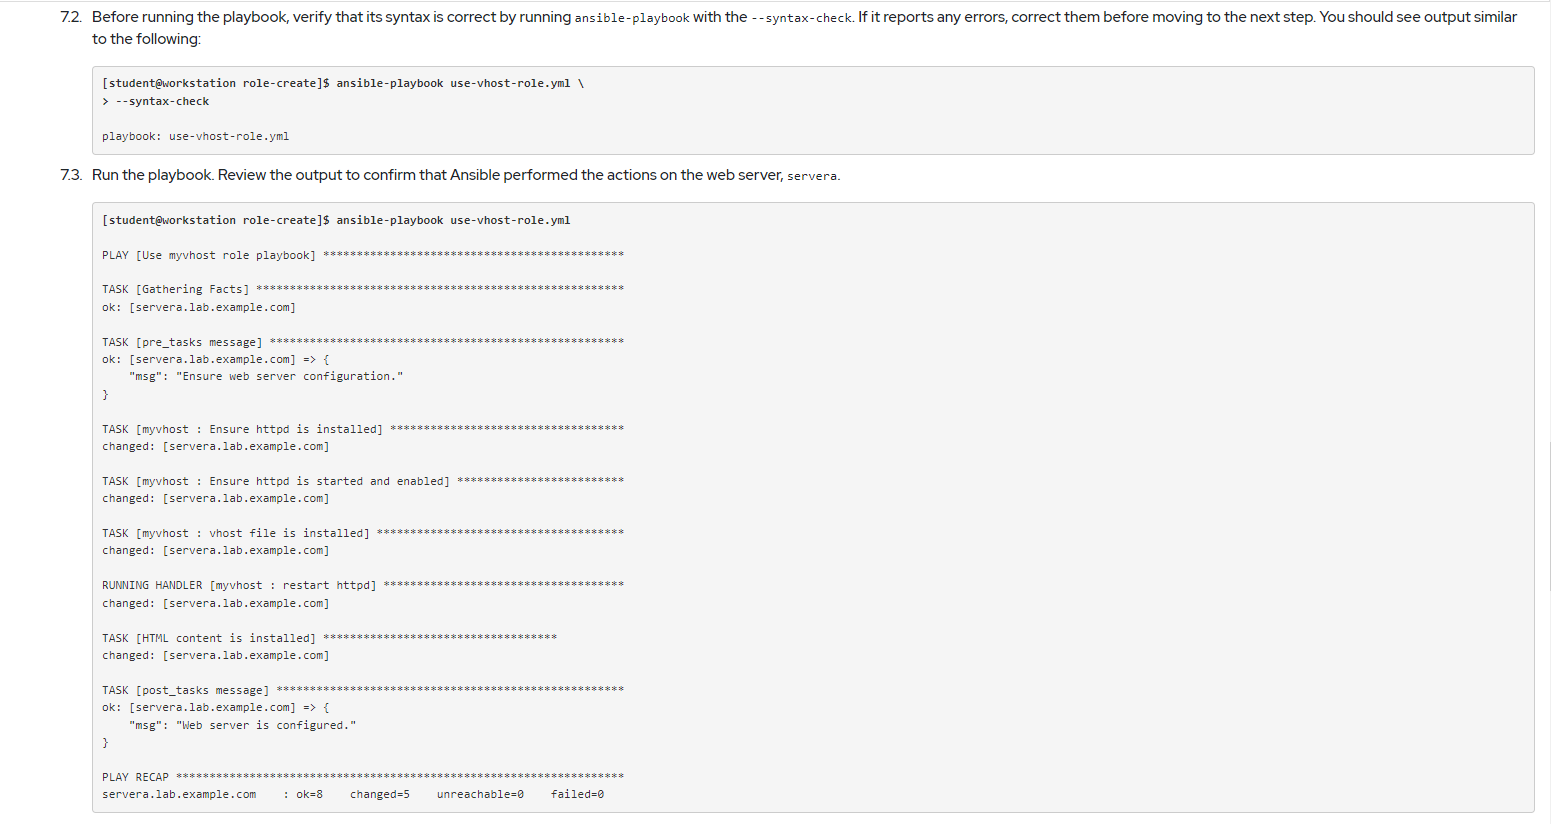 7.2. Before running the playbook, verify that its syntax is correct by running ansible-playbook with the --syntax-check. If it reports any errors, correct them before moving to the next step. You should see output similar
to the following:
[student@workstation role-create]$ ansible-playbook use-vhost-role.yml \
> --syntax-check
playbook: use-vhost-role.yml
7.3. Run the playbook. Review the output to confirm that Ansible performed the actions on the web server, servera.
[student@workstation role-create]$ ansible-playbook use-vhost-role.yml
PLAY [Use myvhost role playbook] *********************************************
TASK [Gathering Facts] *******************************************************
ok: [servera.lab.example.com]
TASK [pre_tasks message] *****************************************************
ok: [servera.lab.example.com] => {
    "msg": "Ensure web server configuration."
}
TASK [myvhost : Ensure httpd is installed] ***********************************
changed: [servera.lab.example.com]
TASK [myvhost : Ensure httpd is started and enabled] *************************
changed: [servera.lab.example.com]
TASK [myvhost : vhost file is installed] *************************************
changed: [servera.lab.example.com]
RUNNING HANDLER [myvhost : restart httpd] ************************************
changed: [servera.lab.example.com]
TASK [HTML content is installed] ***********************************
changed: [servera.lab.example.com]
TASK [post_tasks message] ****************************************************
ok: [servera.lab.example.com] => {
    "msg": "Web server is configured."
}
PLAY RECAP *******************************************************************
servera.lab.example.com    : ok=8    changed=5    unreachable=0    failed=0